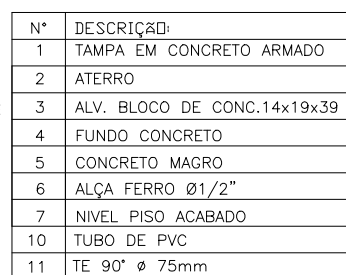 N° DESCRIÇÃO:
1 TAMPA EM CONCRETO ARMADO
2 ATERRO
3 ALV. BLOCO DE CONC.14x19x39
4 FUNDO CONCRETO
5 CONCRETO MAGRO
6 ALÇA FERRO Ø1/2"
7 NIVEL PISO ACABADO
10 TUBO DE PVC
11 TE 90° Ø 75mm